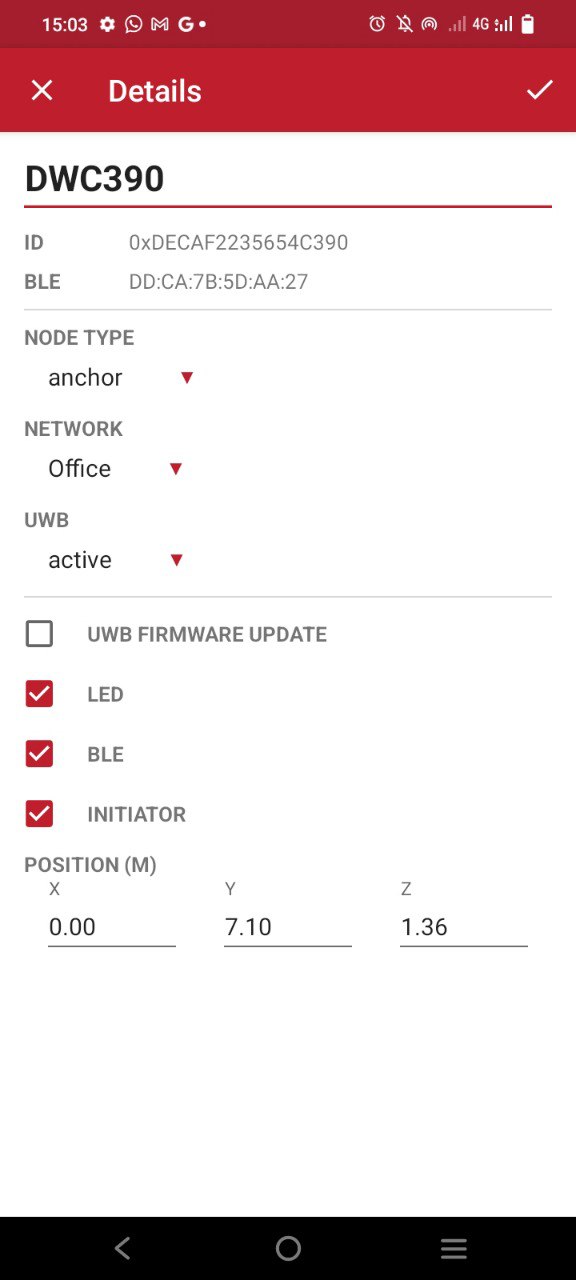 15:03 4G
Details
DWC390
ID 0xDECAF2235654C390
BLE DD:CA:7B:5D:AA:27
NODE TYPE
anchor
NETWORK
Office
UWB
active
UWB FIRMWARE UPDATE
LED
BLE
INITIATOR
POSITION (M)
X Y Z
0.00 7.10 1.36